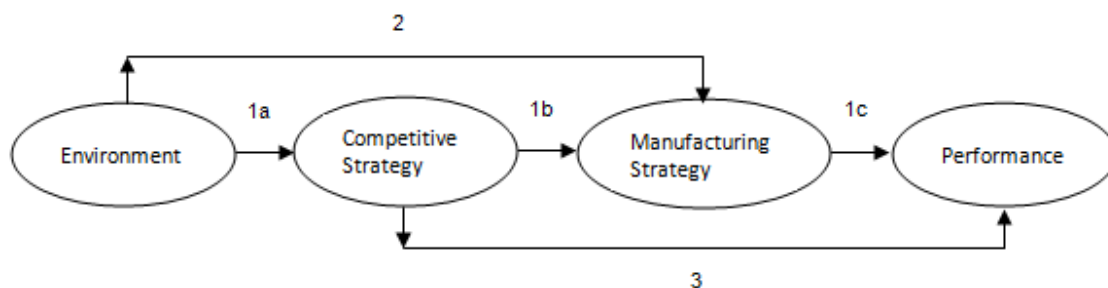 2
1a
1b
1c
Environment
Competitive
Strategy
Manufacturing
Strategy
Performance
3